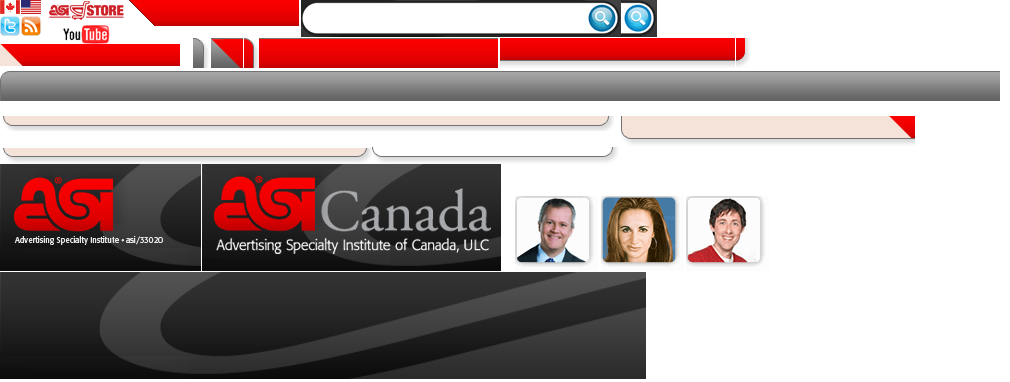 asi STORE
You Tube
asi®
Advertising Specialty Institute • asi/33020
asi® Canada
Advertising Specialty Institute of Canada, ULC